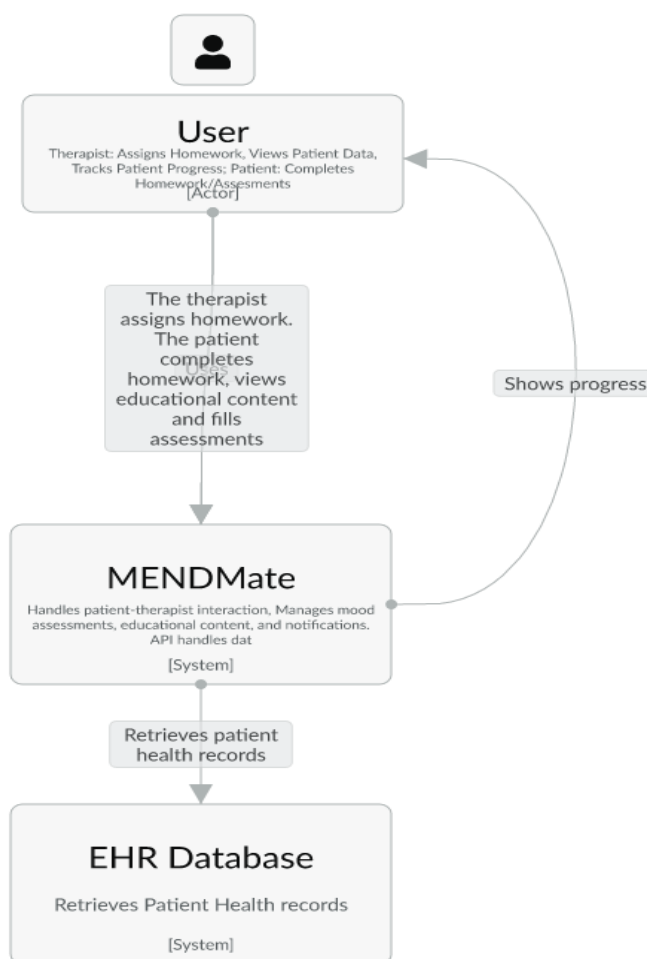 User
Therapist: Assigns Homework, Views Patient Data,
Tracks Patient Progress; Patient: Completes
Homework/Assesments
[Actor]
The therapist
assigns homework.
The patient
completes
Uses
homework, views
educational content
and fills
assessments
Shows progress
MENDMate
Handles patient-therapist interaction, Manages mood
assessments, educational content, and notifications.
API handles dat
[System]
Retrieves patient
health records
EHR Database
Retrieves Patient Health records
[System]